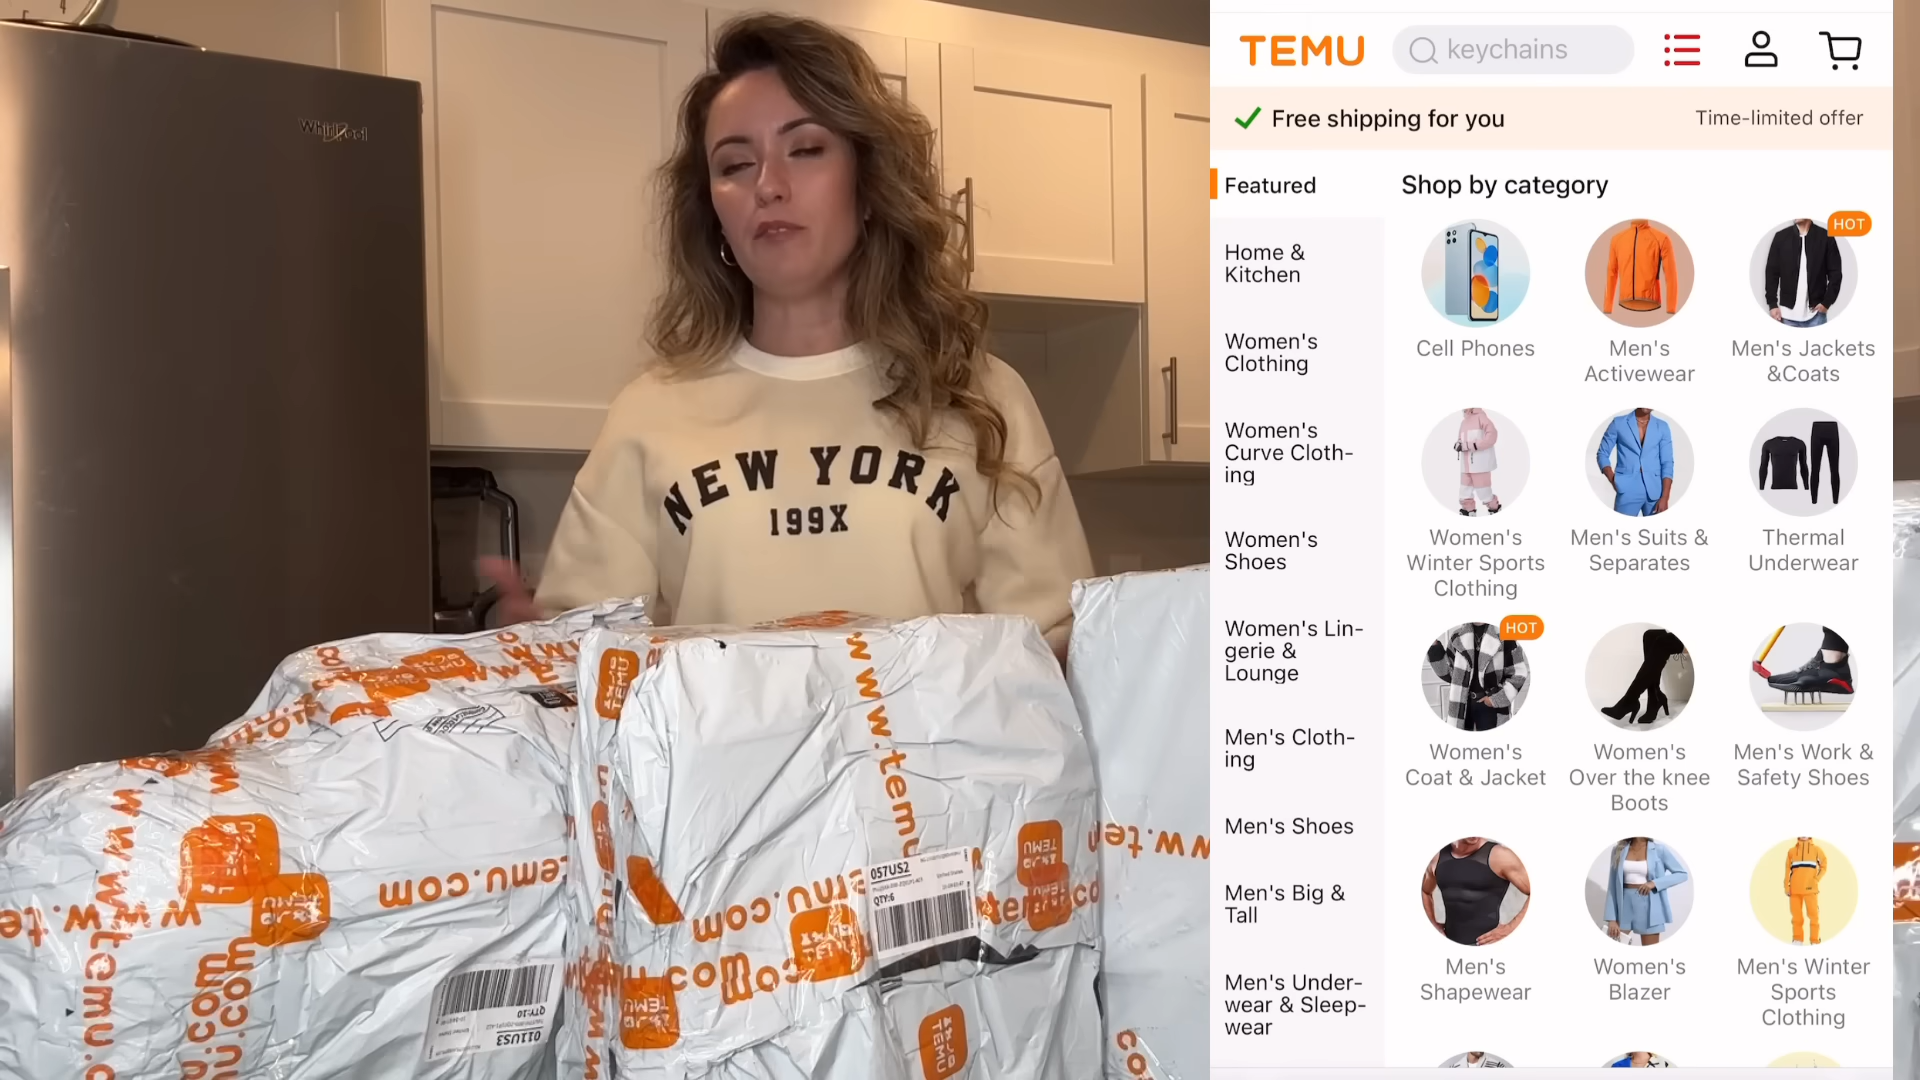 Whirlpool
NEW YORK
199X
www.temu
057US2
QTY:6
temu.com
TEMU
TEMU
011US3
QTY:10
TEMU
keychains
Free shipping for you
Time-limited offer
Featured
Home &
Kitchen
Women's
Clothing
Women's
Curve Cloth-
ing
Women's
Shoes
Women's Lin-
gerie &
Lounge
Men's Cloth-
ing
Men's Shoes
Men's Big &
Tall
Men's Under-
wear & Sleep-
wear
Shop by category
Cell Phones
Men's
Activewear
HOT
Men's Jackets
&Coats
Women's
Winter Sports
Clothing
Men's Suits &
Separates
Thermal
Underwear
HOT
Women's
Coat & Jacket
Women's
Over the knee
Boots
Men's Work &
Safety Shoes
Men's
Shapewear
Women's
Blazer
Men's Winter
Sports
Clothing